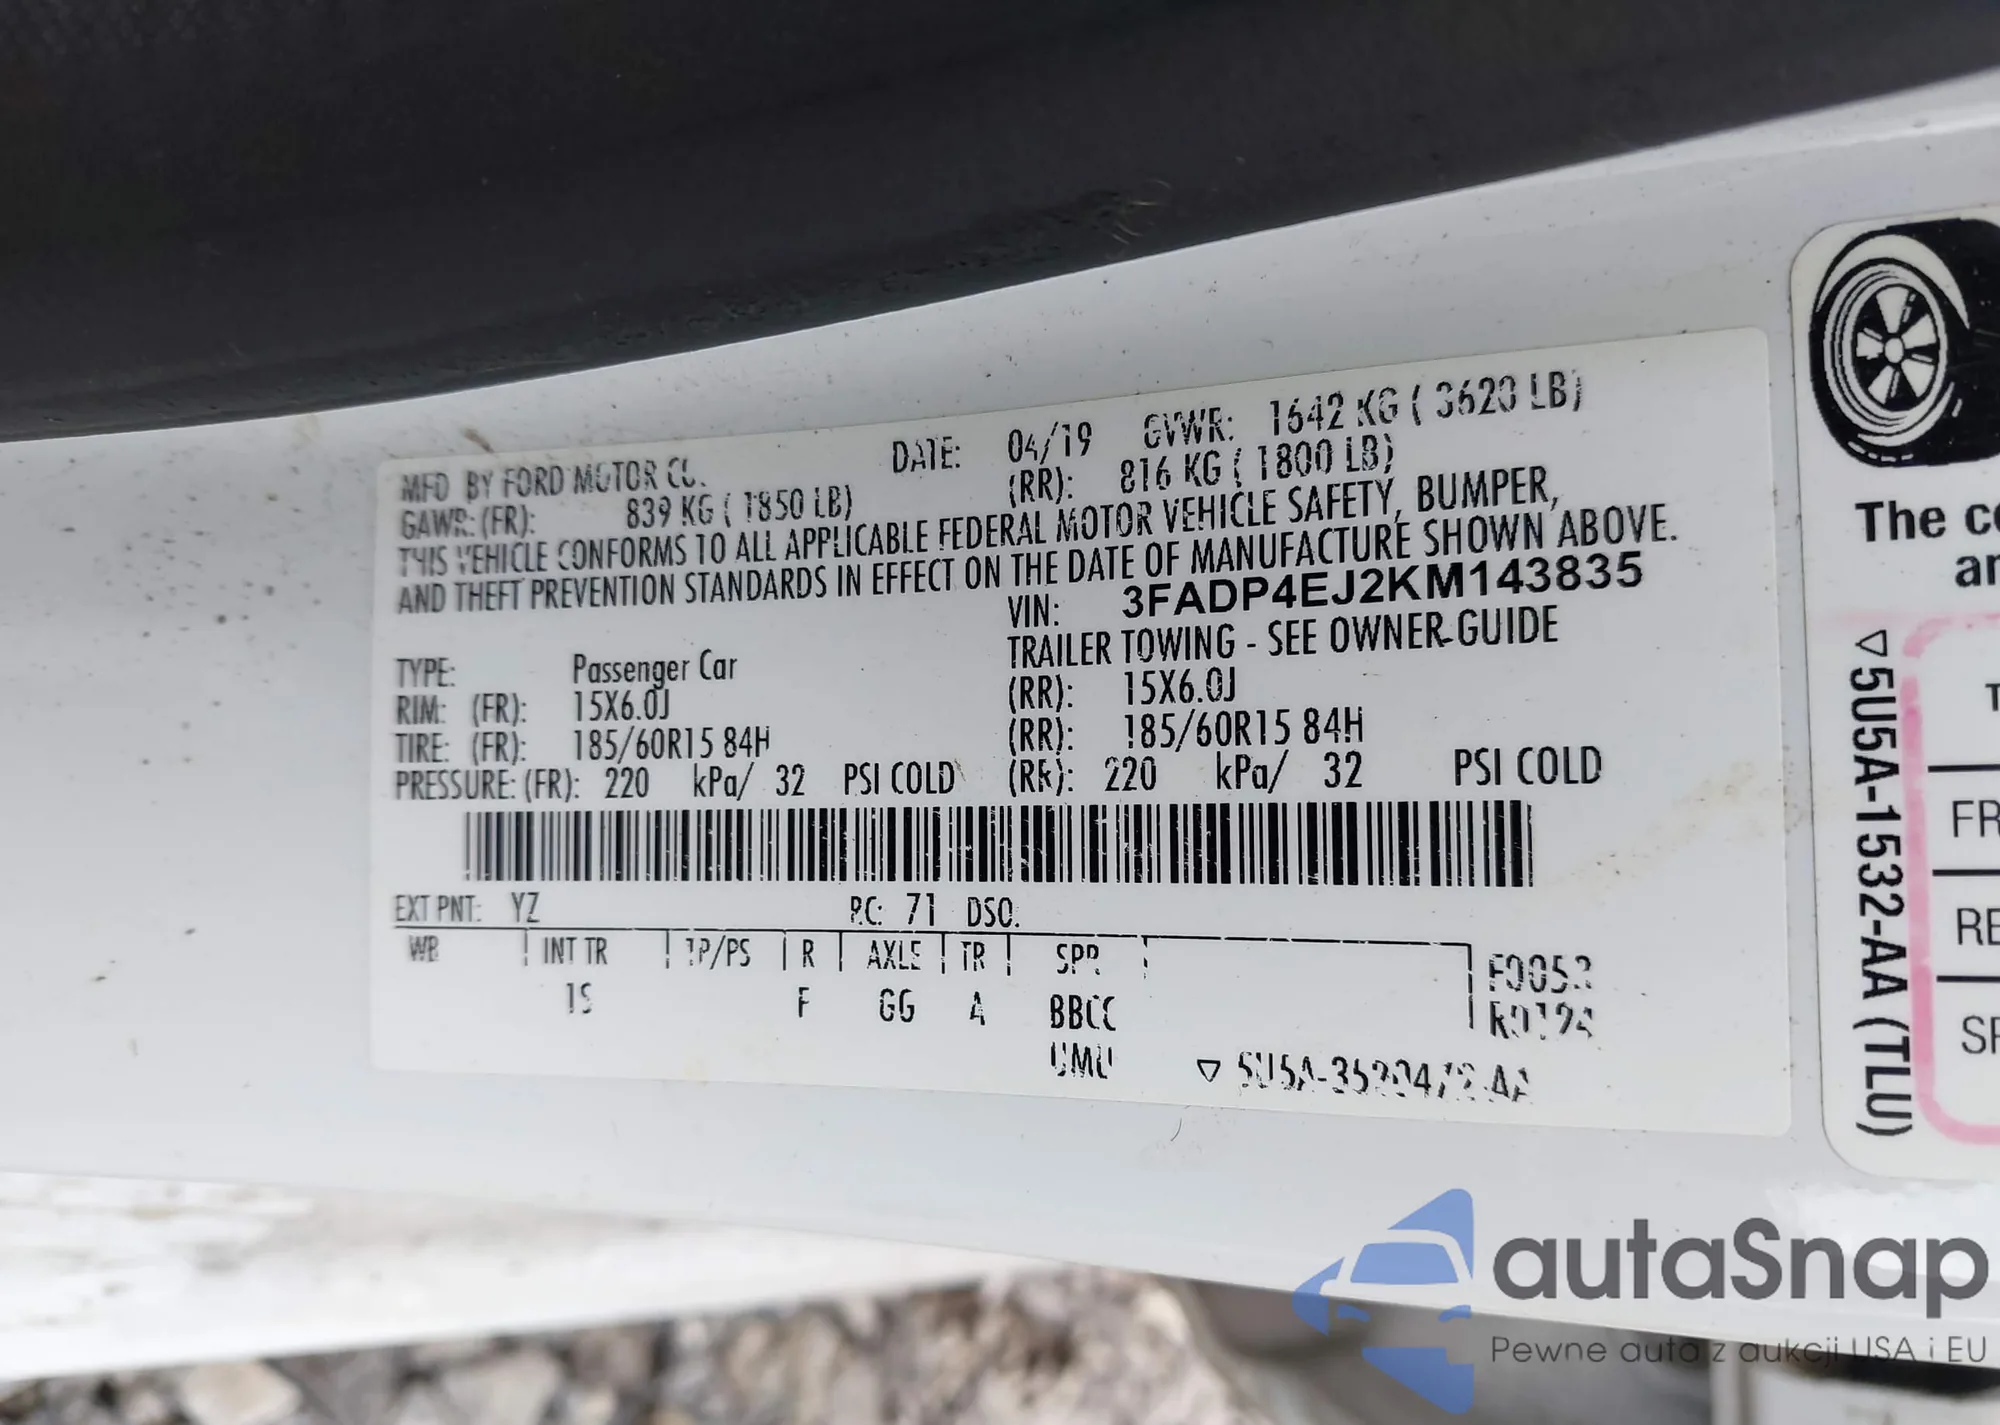 MFD BY FORD MOTOR CO. DATE: 04/19 GVWR: 1642 KG ( 3620 LB)
GAWR: (FR): 839 KG ( 1850 LB) (RR): 816 KG ( 1800 LB)
THIS VEHICLE CONFORMS TO ALL APPLICABLE FEDERAL MOTOR VEHICLE SAFETY, BUMPER,
AND THEFT PREVENTION STANDARDS IN EFFECT ON THE DATE OF MANUFACTURE SHOWN ABOVE.
VIN: 3FADP4EJ2KM143835
TRAILER TOWING - SEE OWNER GUIDE
TYPE: Passenger Car
RIM: (FR): 15X6.0J (RR): 15X6.0J
TIRE: (FR): 185/60R15 84H (RR): 185/60R15 84H
PRESSURE: (FR): 220 kPa/ 32 PSI COLD (RR): 220 kPa/ 32 PSI COLD
EXT PNT: YZ RC: 71 DSO:
WB INT TR TP/PS R AXLE TR SPR
1S F GG A BBCC
UMU
The
5U5A-1532-AA (TLU)
FR
RE
SP
autaSnap
Pewne auta z aukcji USA i EU